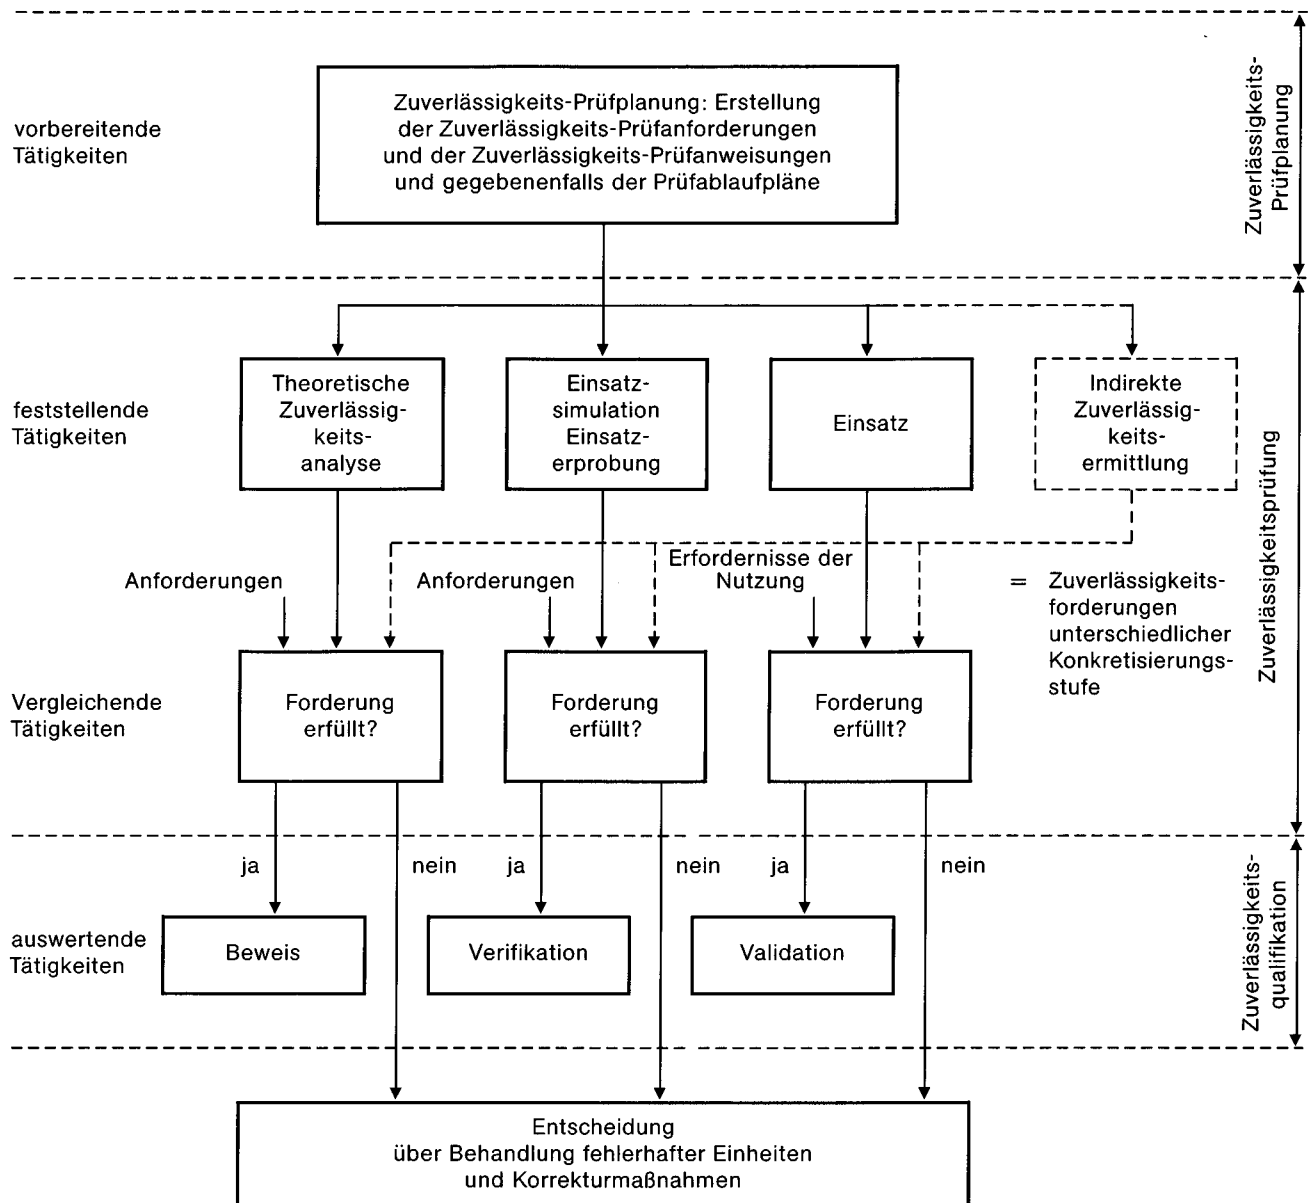 Zuverlässigkeits-Prüfplanung: Erstellung
der Zuverlässigkeits-Prüfanforderungen
und der Zuverlässigkeits-Prüfanweisungen
und gegebenenfalls der Prüfablaufpläne
vorbereitende
Tätigkeiten
Zuverlässigkeits-
Prüfplanung
feststellende
Tätigkeiten
Theoretische
Zuverlässig-
keits-
analyse
Einsatz-
simulation
Einsatz-
erprobung
Einsatz
Indirekte
Zuverlässig-
keits-
ermittlung
Zuverlässigkeitsprüfung
Anforderungen
Anforderungen
Erfordernisse der
Nutzung
= Zuverlässigkeits-
forderungen
unterschiedlicher
Konkretisierungs-
stufe
Vergleichende
Tätigkeiten
Forderung
erfüllt?
Forderung
erfüllt?
Forderung
erfüllt?
ja
nein
ja
nein
ja
nein
auswertende
Tätigkeiten
Beweis
Verifikation
Validation
Zuverlässigkeits-
qualifikation
Entscheidung
über Behandlung fehlerhafter Einheiten
und Korrekturmaßnahmen